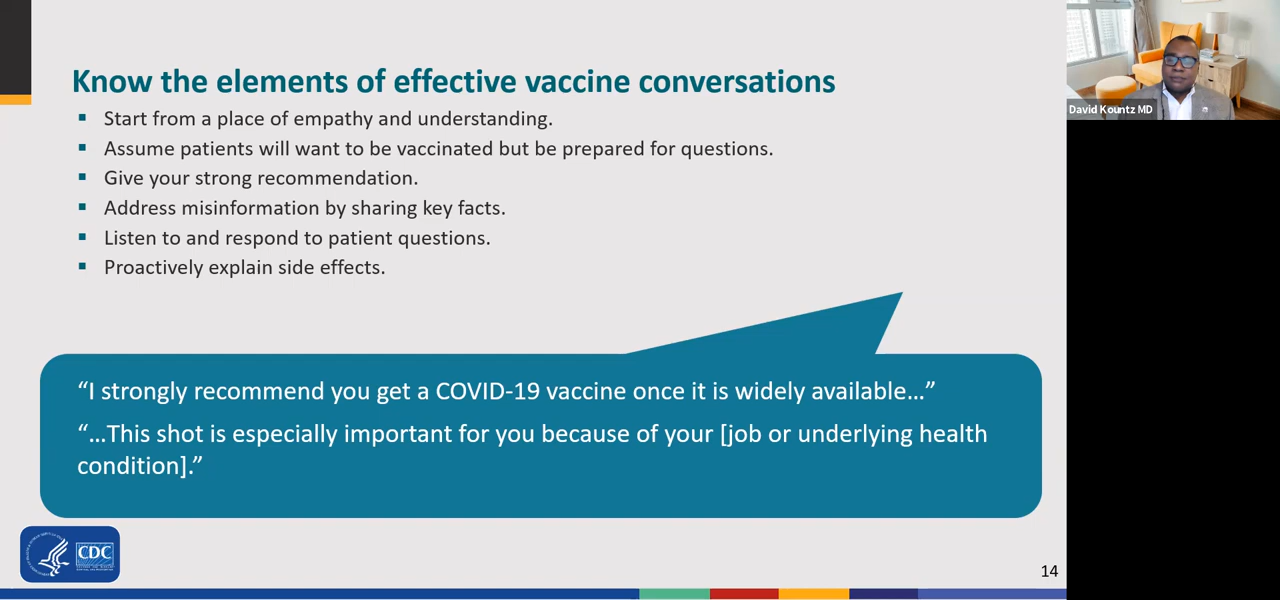 Know the elements of effective vaccine conversations
▪ Start from a place of empathy and understanding.
▪ Assume patients will want to be vaccinated but be prepared for questions.
▪ Give your strong recommendation.
▪ Address misinformation by sharing key facts.
▪ Listen to and respond to patient questions.
▪ Proactively explain side effects.
“I strongly recommend you get a COVID-19 vaccine once it is widely available…”
“…This shot is especially important for you because of your [job or underlying health
condition].”
CDC
14
David Kountz MD